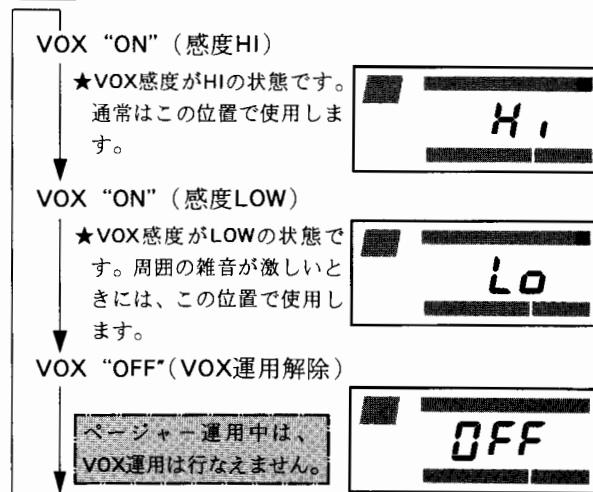 VOX “ON”（感度HI）
★VOX感度がHIの状態です。
通常はこの位置で使用しま
す。
Hi
VOX “ON”（感度LOW）
★VOX感度がLOWの状態で
す。周囲の雑音が激しいと
きには、この位置で使用し
ます。
Lo
VOX “OFF”（VOX運用解除）
ページャー運用中は、
VOX運用は行なえません。
OFF